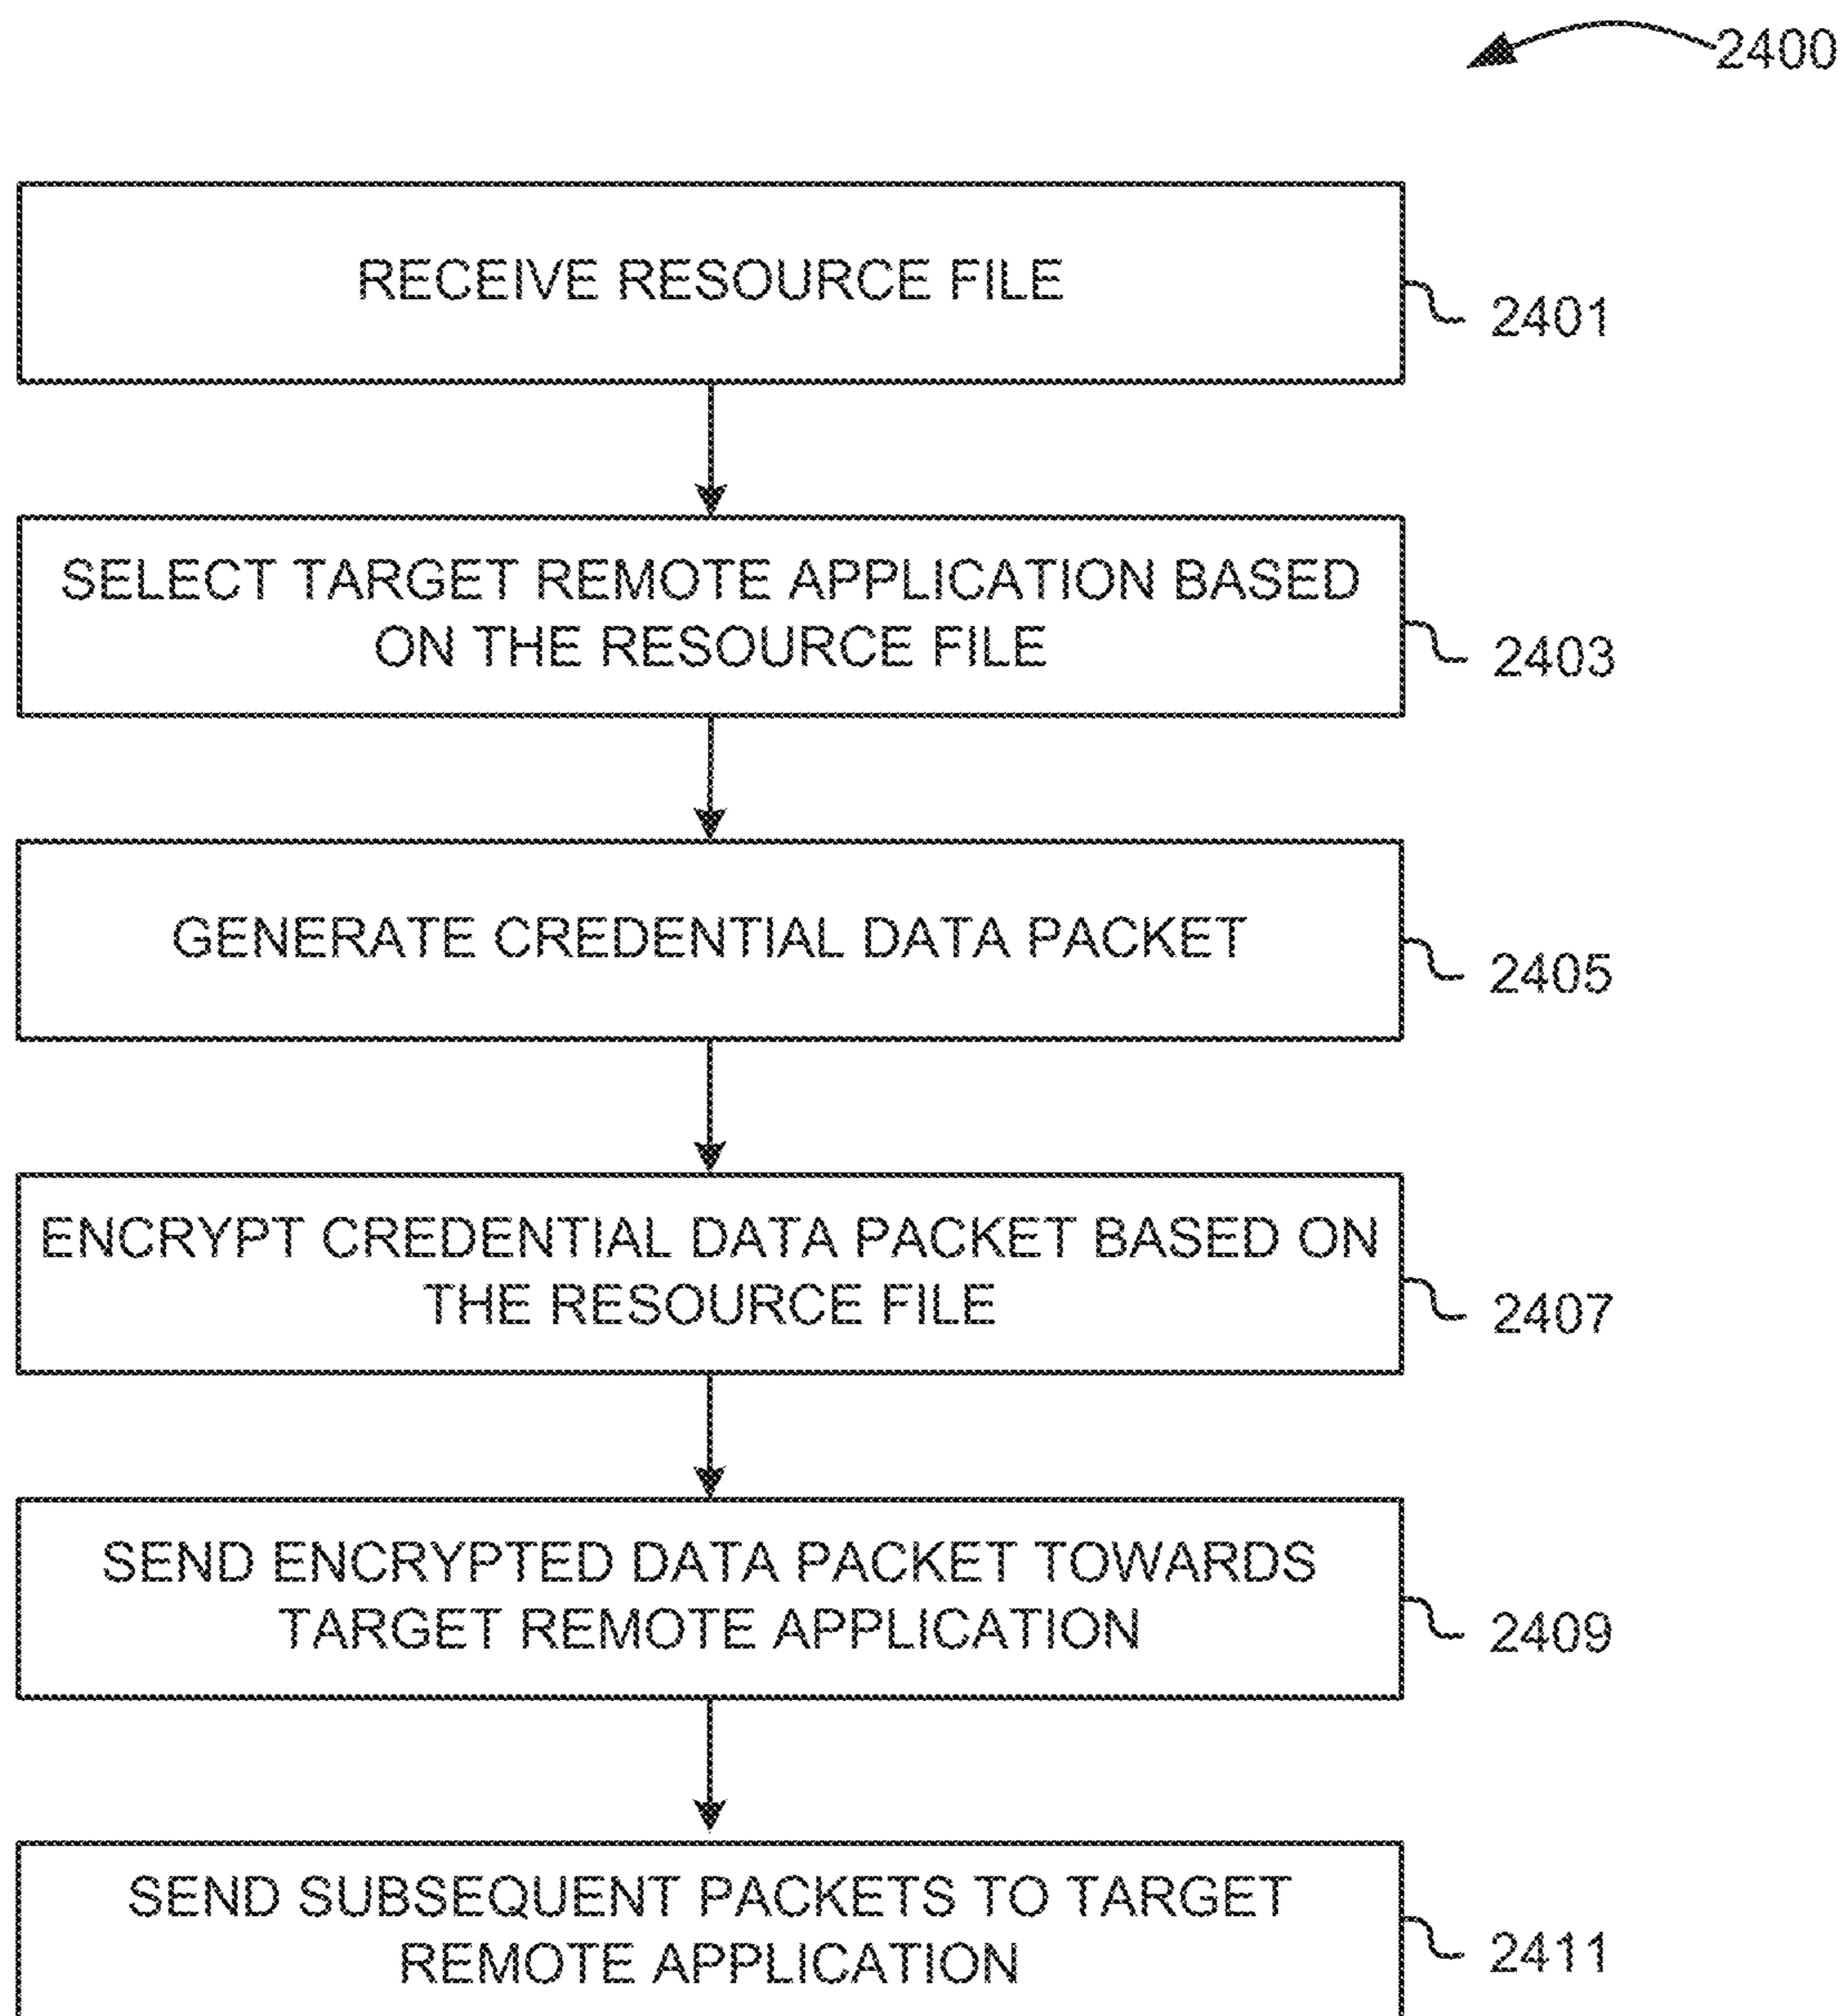 2400
RECEIVE RESOURCE FILE
2401
SELECT TARGET REMOTE APPLICATION BASED
ON THE RESOURCE FILE
2403
GENERATE CREDENTIAL DATA PACKET
2405
ENCRYPT CREDENTIAL DATA PACKET BASED ON
THE RESOURCE FILE
2407
SEND ENCRYPTED DATA PACKET TOWARDS
TARGET REMOTE APPLICATION
2409
SEND SUBSEQUENT PACKETS TO TARGET
REMOTE APPLICATION
2411